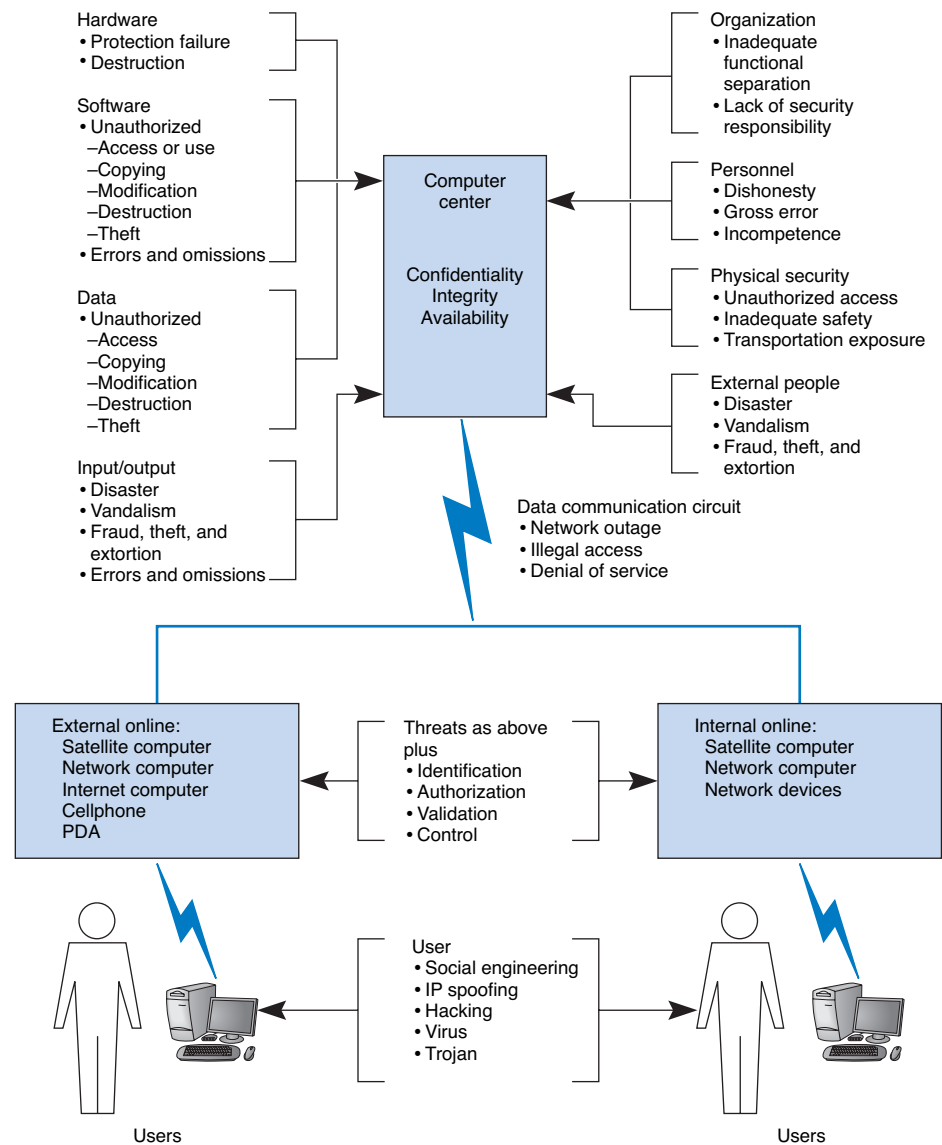 Hardware
• Protection failure
• Destruction
Software
• Unauthorized
–Access or use
–Copying
–Modification
–Destruction
–Theft
• Errors and omissions
Data
• Unauthorized
–Access
–Copying
–Modification
–Destruction
–Theft
Input/output
• Disaster
• Vandalism
• Fraud, theft, and
extortion
• Errors and omissions
Computer
center
Confidentiality
Integrity
Availability
Organization
• Inadequate
functional
separation
• Lack of security
responsibility
Personnel
• Dishonesty
• Gross error
• Incompetence
Physical security
• Unauthorized access
• Inadequate safety
• Transportation exposure
External people
• Disaster
• Vandalism
• Fraud, theft, and
extortion
Data communication circuit
• Network outage
• Illegal access
• Denial of service
External online:
Satellite computer
Network computer
Internet computer
Cellphone
PDA
Threats as above
plus
• Identification
• Authorization
• Validation
• Control
Internal online:
Satellite computer
Network computer
Network devices
User
• Social engineering
• IP spoofing
• Hacking
• Virus
• Trojan
Users
Users